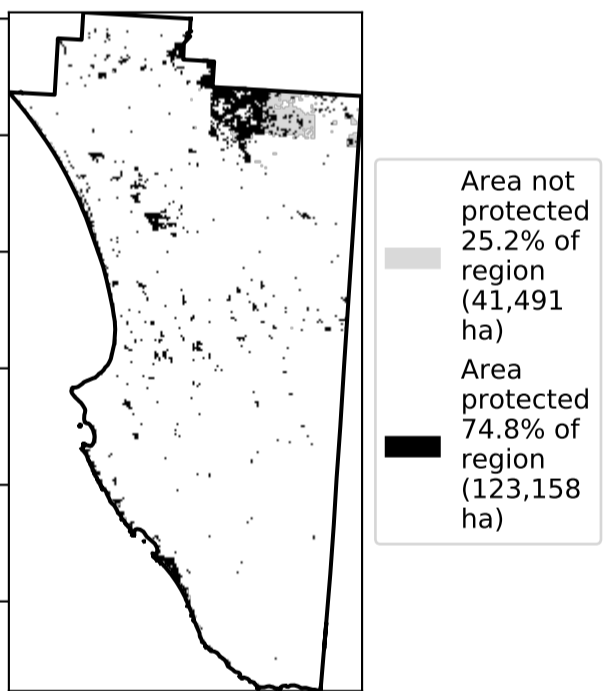 Area not
protected
25.2% of
region
(41,491
ha)
Area
protected
74.8% of
region
(123,158
ha)